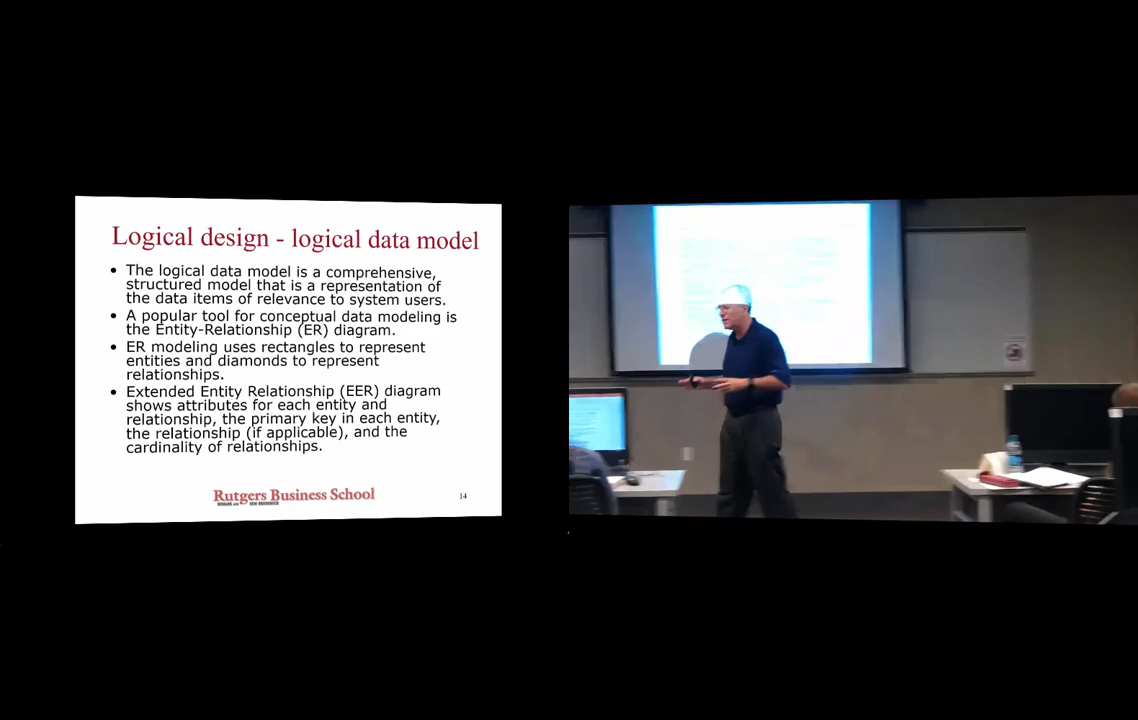 Logical design - logical data model
• The logical data model is a comprehensive,
structured model that is a representation of
the data items of relevance to system users.
• A popular tool for conceptual data modeling is
the Entity-Relationship (ER) diagram.
• ER modeling uses rectangles to represent
entities and diamonds to represent
relationships.
• Extended Entity Relationship (EER) diagram
shows attributes for each entity and
relationship, the primary key in each entity,
the relationship (if applicable), and the
cardinality of relationships.
Rutgers Business School
14